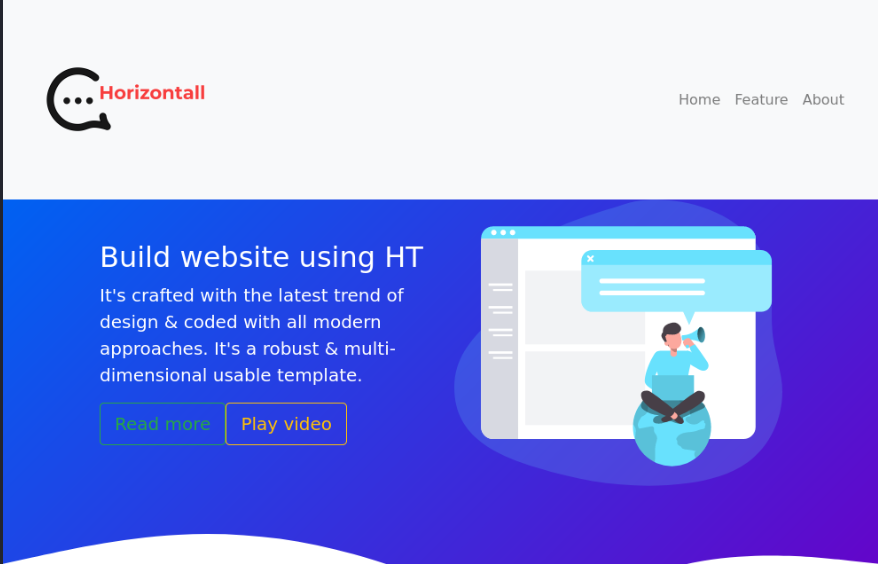 Horizontall
Home Feature About
Build website using HT
It's crafted with the latest trend of
design & coded with all modern
approaches. It's a robust & multi-
dimensional usable template.
Read more Play video